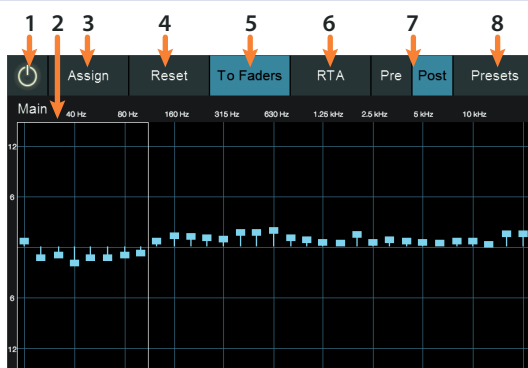 1 2 3 4 5 6 7 8
Assign Reset To Faders RTA Pre Post Presets
Main 40 Hz 80 Hz 160 Hz 315 Hz 630 Hz 1.25 kHz 2.5 kHz 5 kHz 10 kHz
12
6
6
12